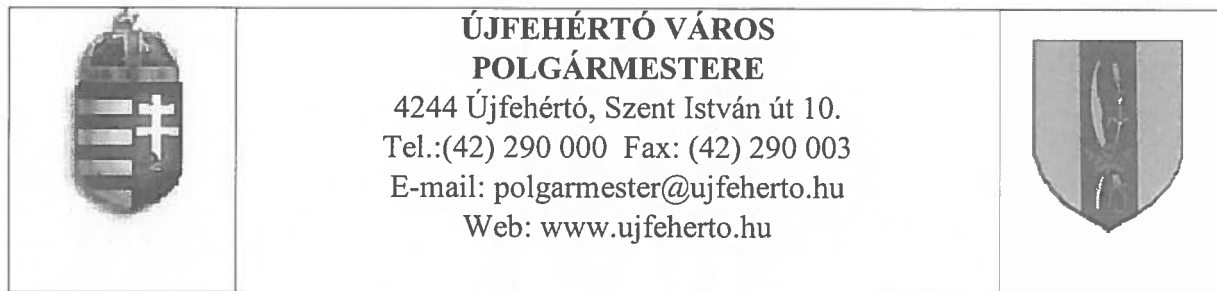 ÚJFEHÉRTÓ VÁROS
POLGÁRMESTERE
4244 Újfehértó, Szent István út 10.
Tel.:(42) 290 000 Fax: (42) 290 003
E-mail: polgarmester@ujfeherto.hu
Web: www.ujfeherto.hu